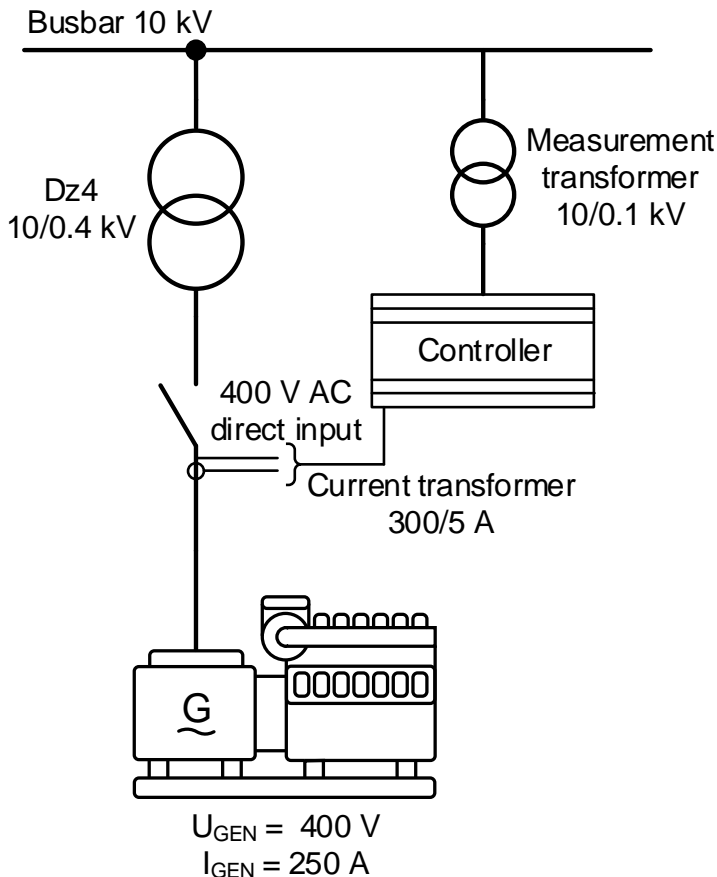 Busbar 10 kV
Dz4
10/0.4 kV
Measurement
transformer
10/0.1 kV
Controller
400 V AC
direct input
Current transformer
300/5 A
G
U_GEN = 400 V
I_GEN = 250 A